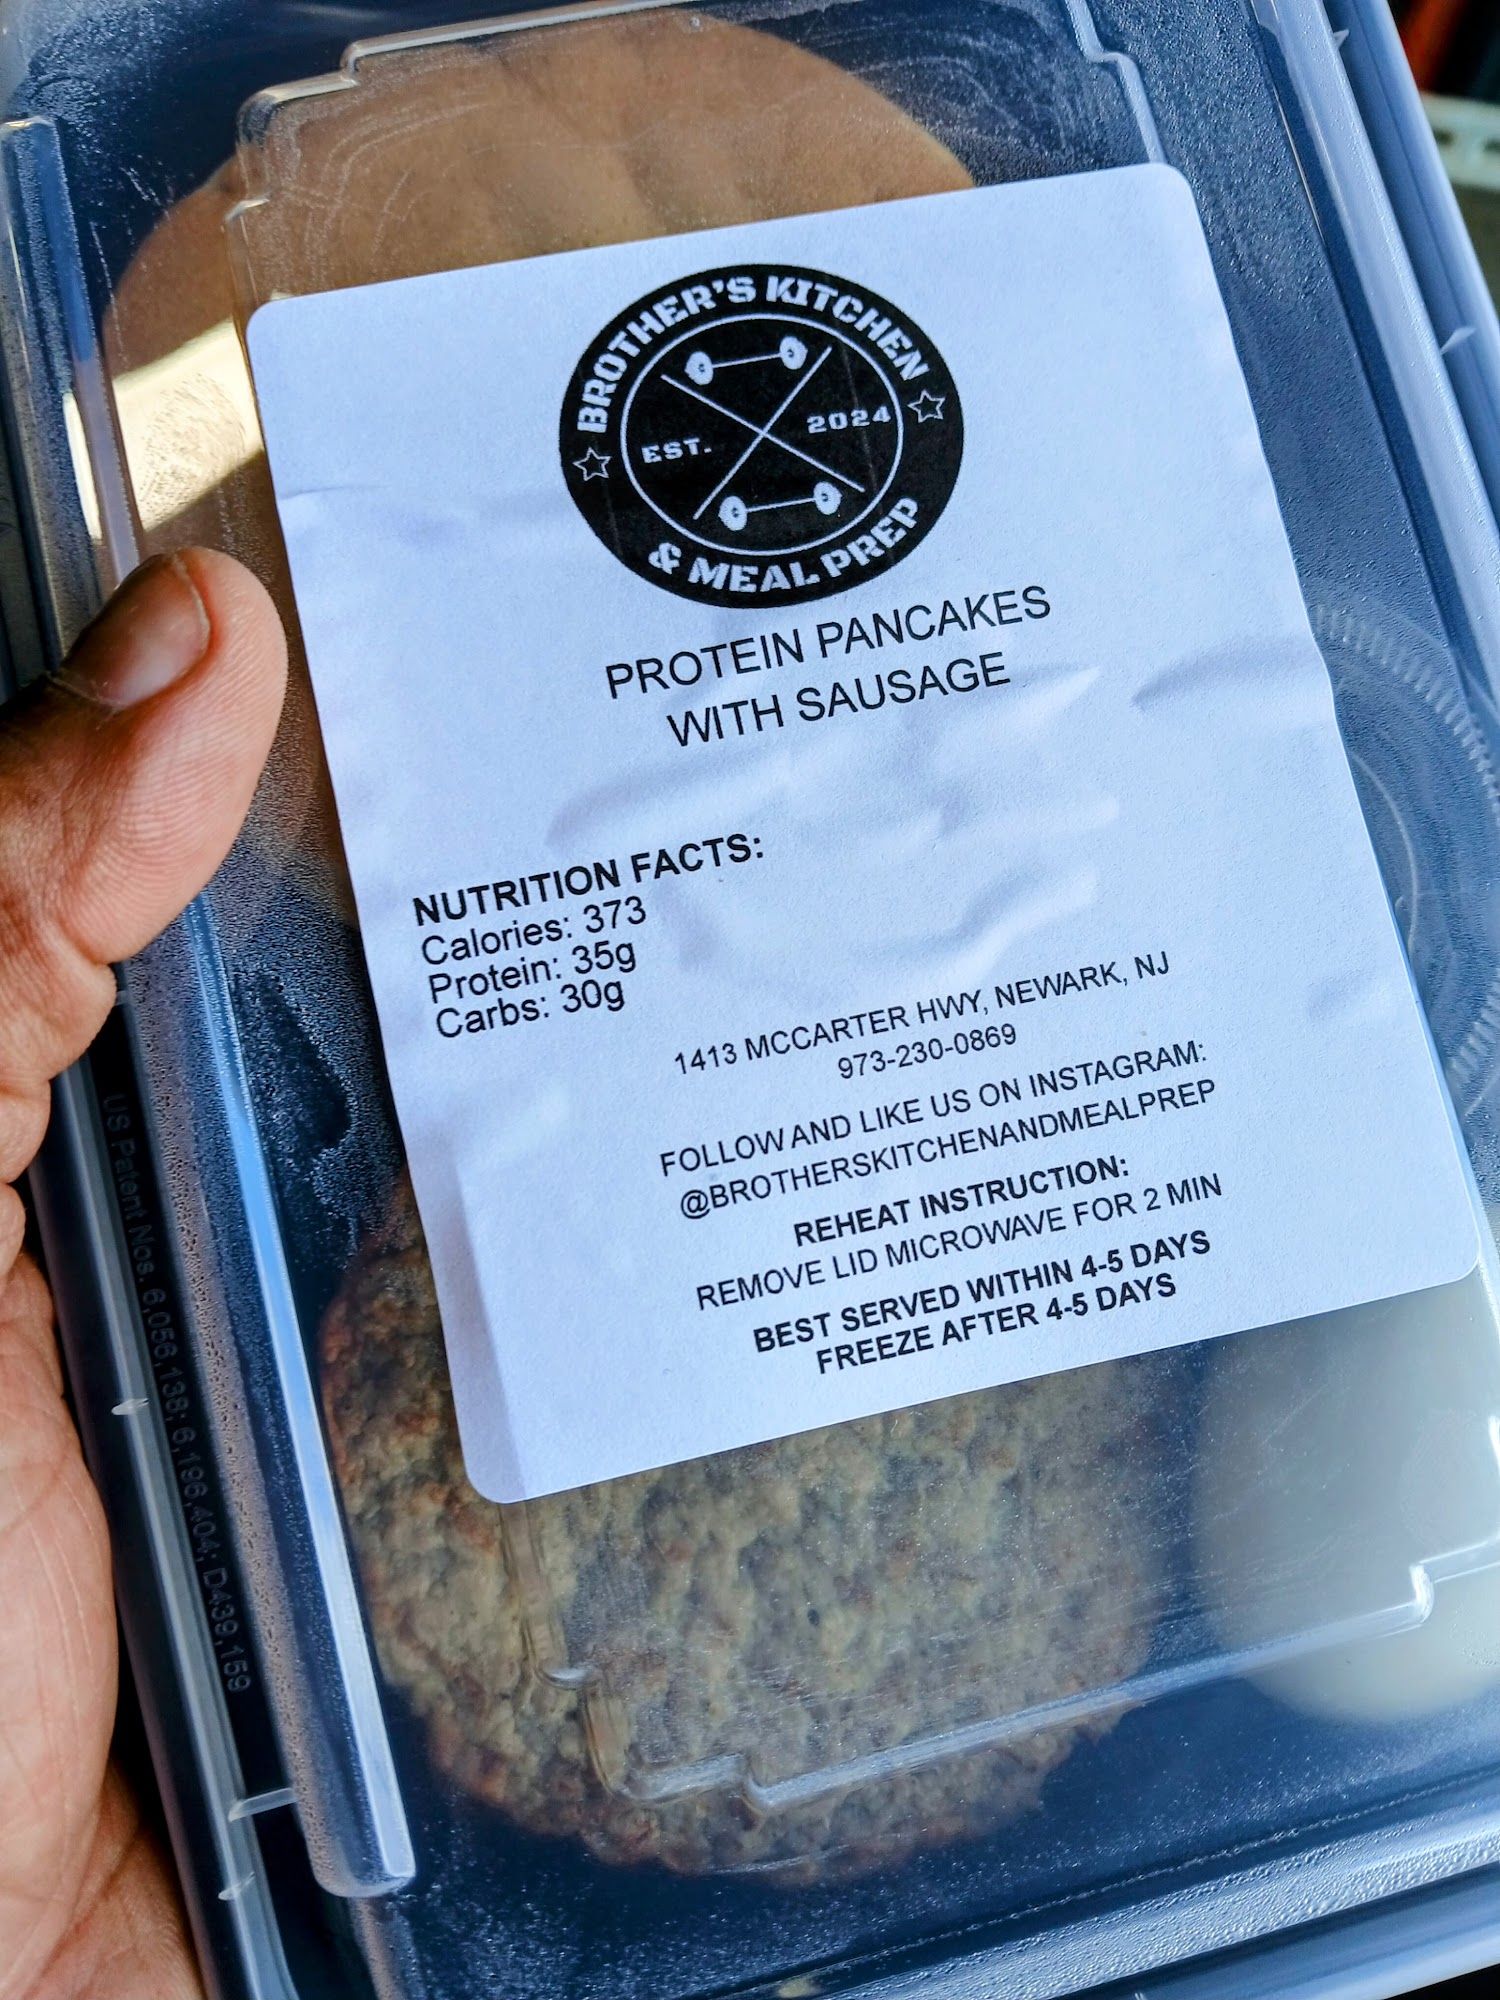 BROTHER'S KITCHEN
EST. 2024
& MEAL PREP
PROTEIN PANCAKES
WITH SAUSAGE
NUTRITION FACTS:
Calories: 373
Protein: 35g
Carbs: 30g
1413 MCCARTER HWY, NEWARK, NJ
973-230-0869
FOLLOW AND LIKE US ON INSTAGRAM:
@BROTHERSKITCHENANDMEALPREP
REHEAT INSTRUCTION:
REMOVE LID MICROWAVE FOR 2 MIN
BEST SERVED WITHIN 4-5 DAYS
FREEZE AFTER 4-5 DAYS
US Patent Nos. 6,056,138; 6,196,404; D439,159